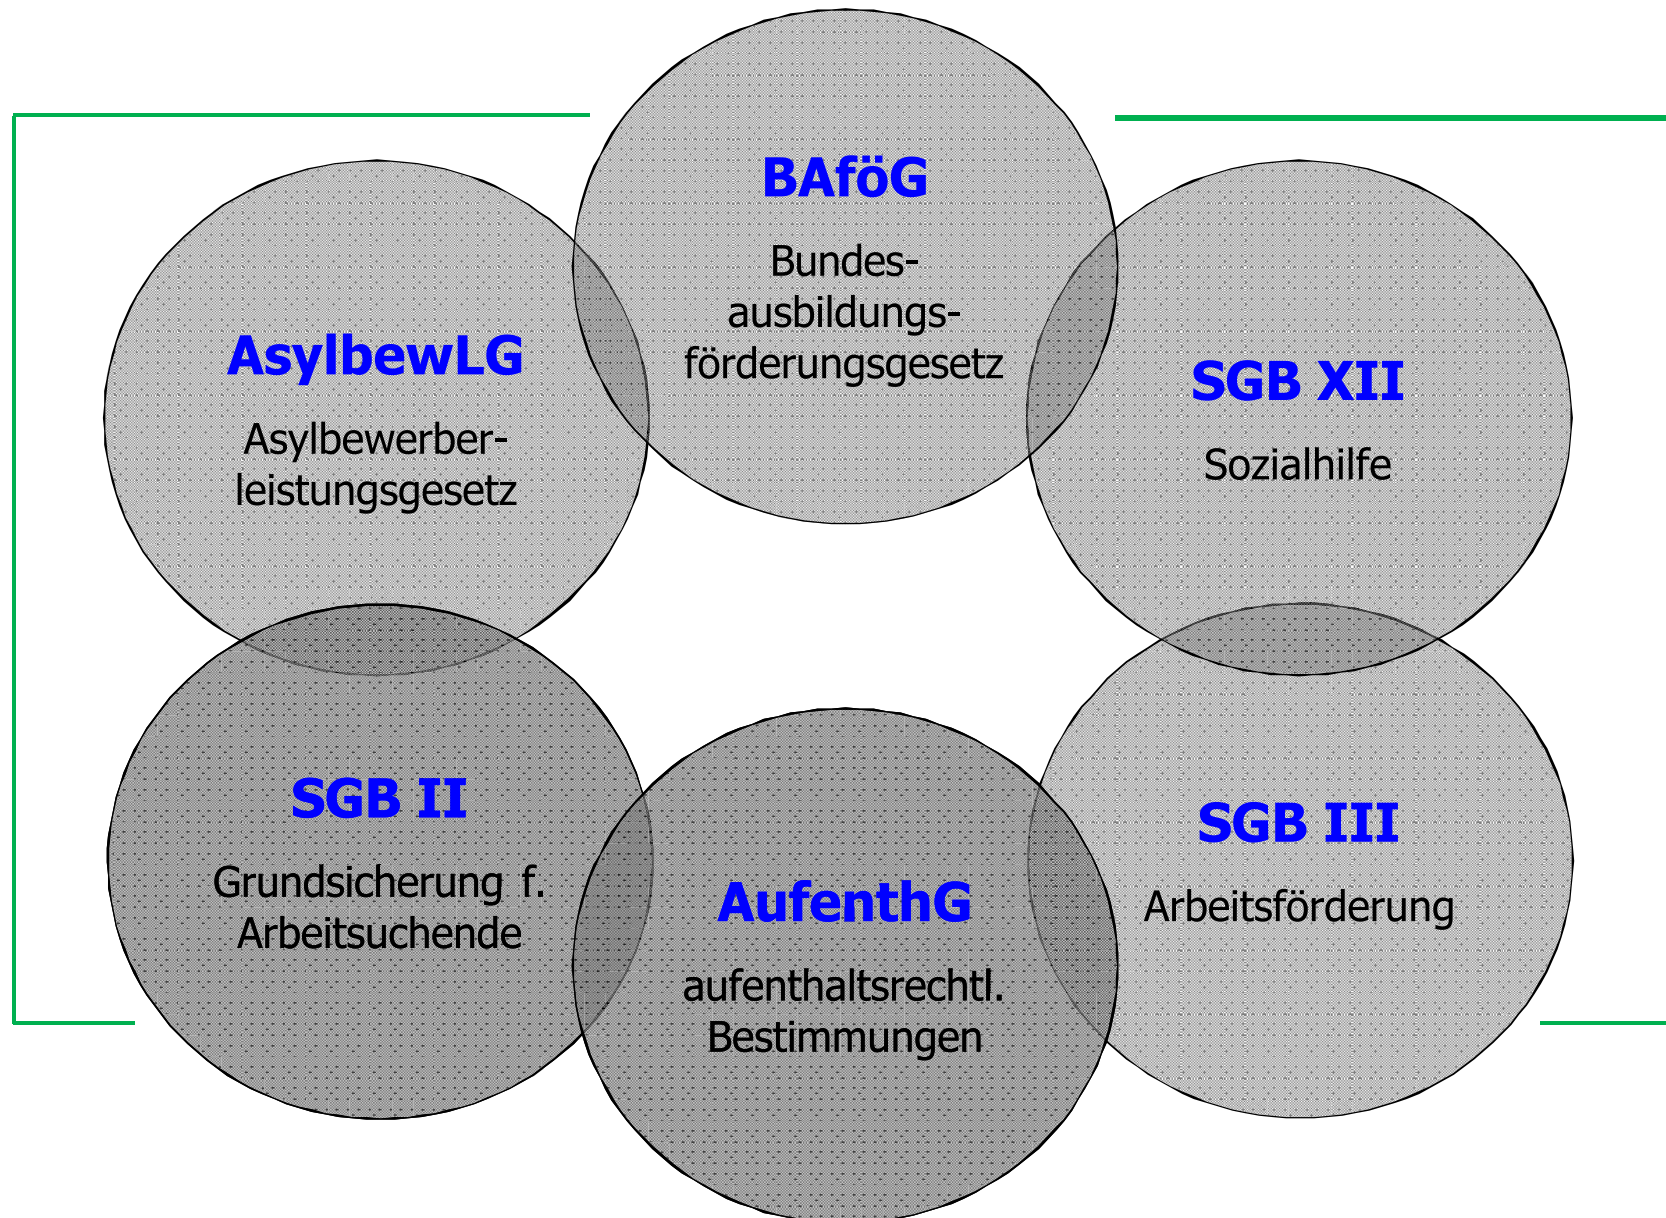 BAföG
Bundes-
ausbildungs-
förderungsgesetz
AsylbewLG
Asylbewerber-
leistungsgesetz
SGB XII
Sozialhilfe
SGB II
Grundsicherung f.
Arbeitsuchende
AufenthG
aufenthaltsrechtl.
Bestimmungen
SGB III
Arbeitsförderung